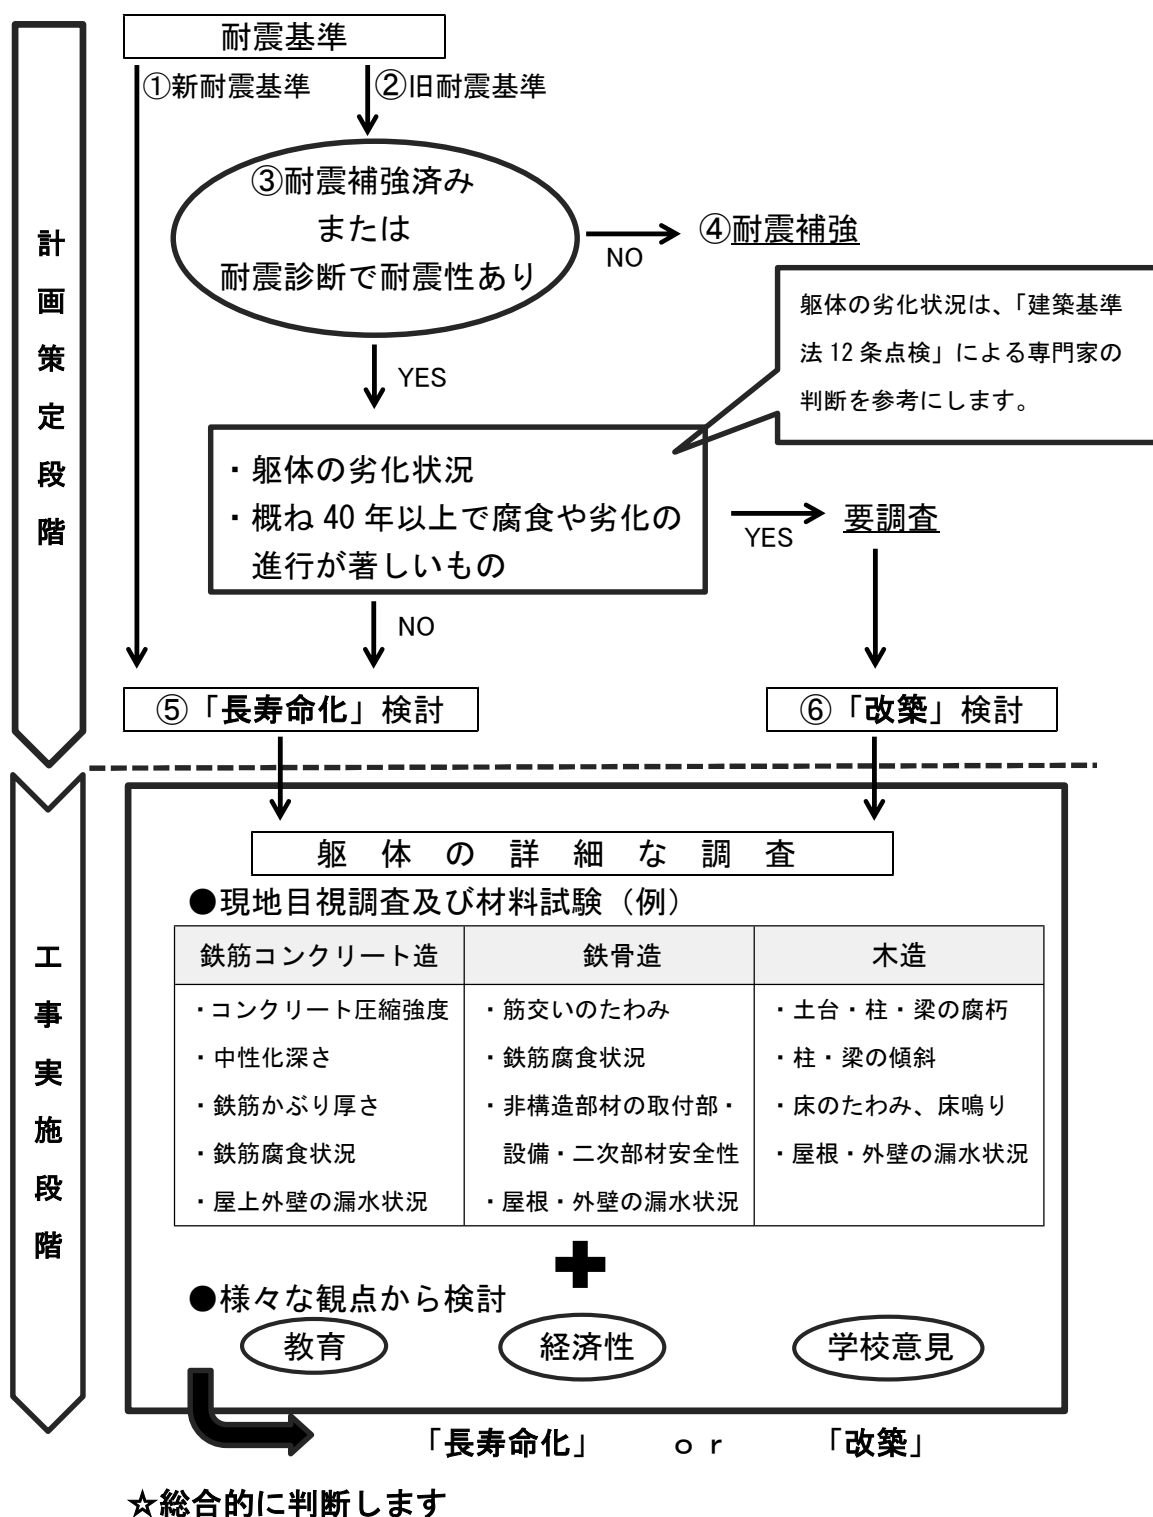 耐震基準
①新耐震基準
②旧耐震基準
③耐震補強済み
または
耐震診断で耐震性あり
NO
④耐震補強
計画策定段階
躯体の劣化状況は、「建築基準
法 12 条点検」による専門家の
判断を参考にします。
YES
・躯体の劣化状況
・概ね 40 年以上で腐食や劣化の
進行が著しいもの
YES
要調査
NO
⑤「長寿命化」検討
⑥「改築」検討
工事実施段階
躯体の詳細な調査
●現地目視調査及び材料試験（例）
鉄筋コンクリート造
・コンクリート圧縮強度
・中性化深さ
・鉄筋かぶり厚さ
・鉄筋腐食状況
・屋上外壁の漏水状況
鉄骨造
・筋交いのたわみ
・鉄筋腐食状況
・非構造部材の取付部・
設備・二次部材安全性
・屋根・外壁の漏水状況
木造
・土台・柱・梁の腐朽
・柱・梁の傾斜
・床のたわみ、床鳴り
・屋根・外壁の漏水状況
●様々な観点から検討
教育
経済性
学校意見
「長寿命化」 ｏｒ 「改築」
☆総合的に判断します